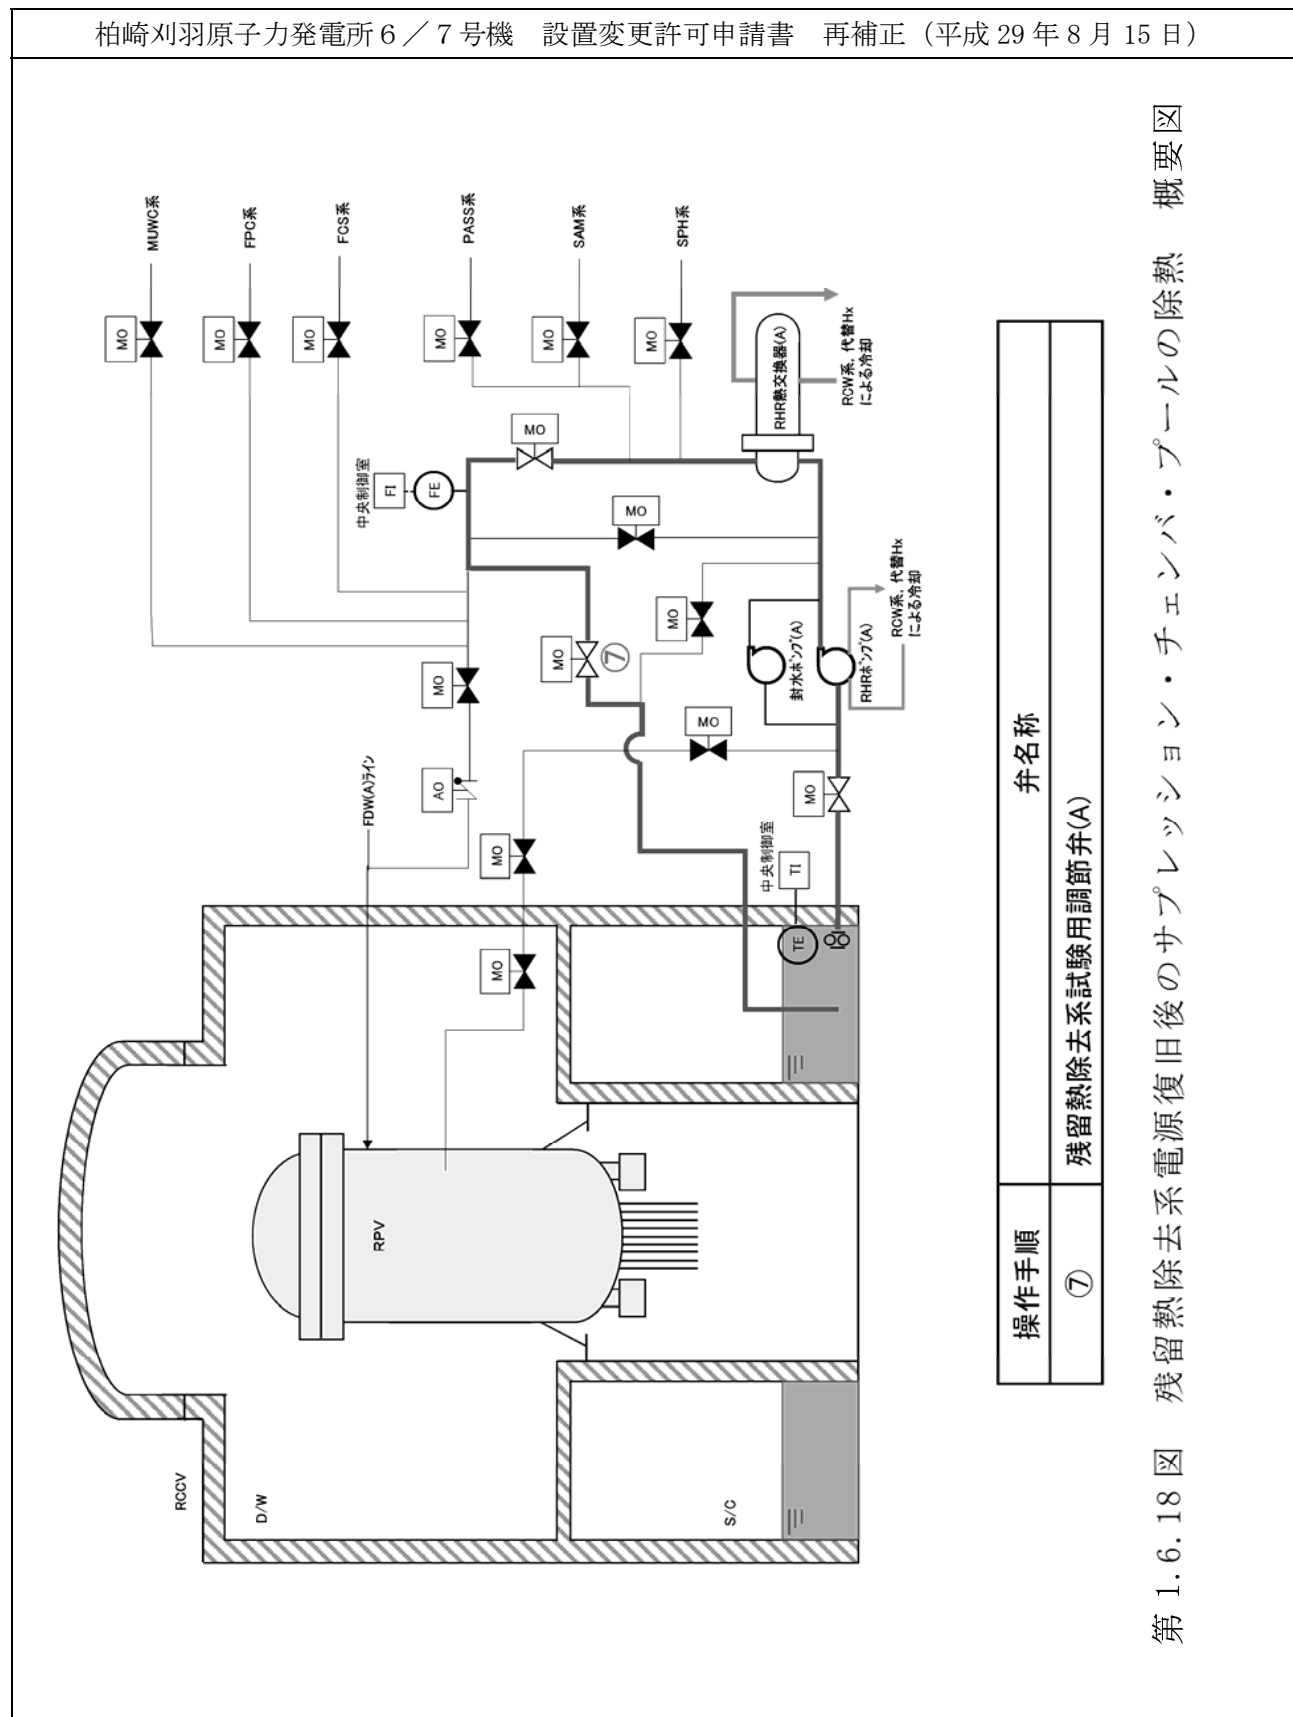 柏崎刈羽原子力発電所６／７号機　設置変更許可申請書　再補正（平成 29 年 8 月 15 日）
MUWC系
FPC系
FCS系
PASS系
SAM系
SPH系
MO
MO
MO
MO
MO
MO
RHR熱交換器(A)
RCW系, 代替Hx
による冷却
MO
中央制御室
FI
FE
MO
MO
MO
⑦
MO
封水ポンプ(A)
RHRポンプ(A)
RCW系, 代替Hx
による冷却
MO
MO
AO
FDW(A)ライン
MO
MO
中央制御室
TI
TE
RPV
RCCV
D/W
S/C
操作手順
弁名称
⑦
残留熱除去系試験用調節弁(A)
第 1.6.18 図　残留熱除去系電源復旧後のサプレッション・チェンバ・プールの除熱　概要図